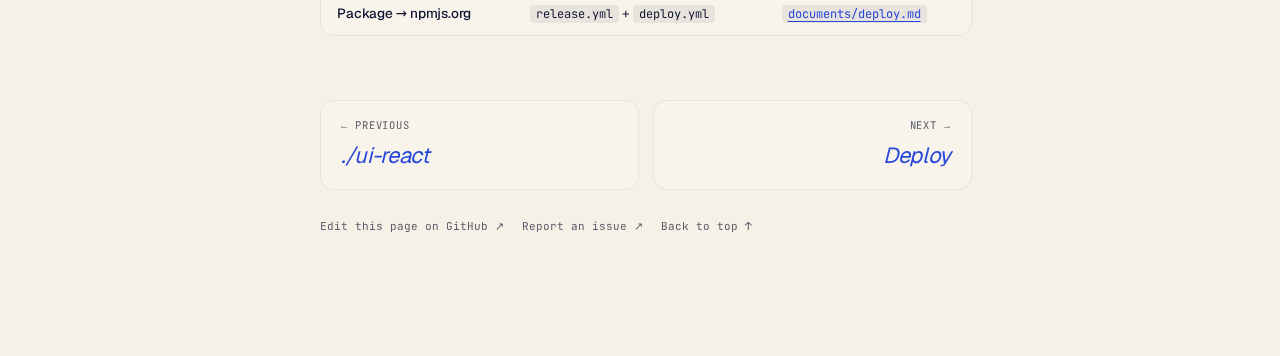 Package → npmjs.org release.yml + deploy.yml documents/deploy.md
← PREVIOUS
./ui-react
NEXT →
Deploy
Edit this page on GitHub ↗ Report an issue ↗ Back to top ↑